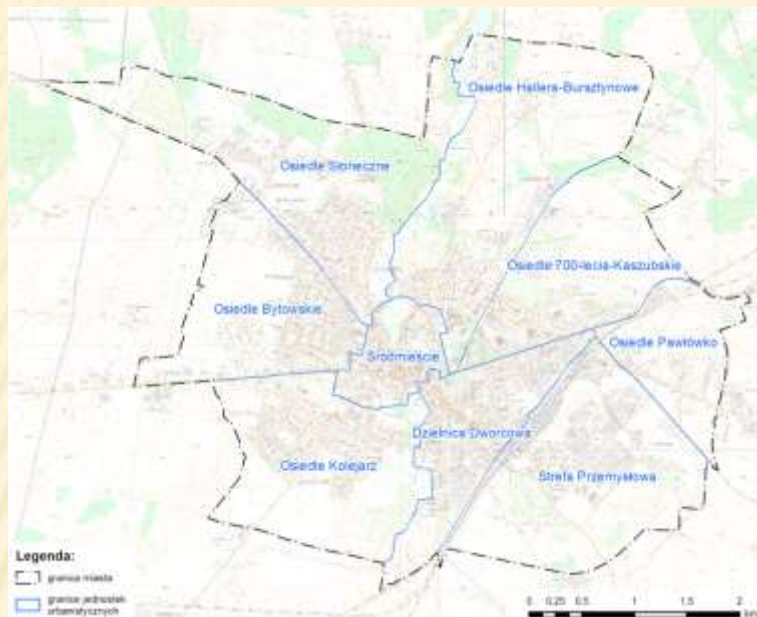 Osiedle Hallera-Bursztynowe
Osiedle Słoneczne
Osiedle 700-lecia-Kaszubskie
Osiedle Bytowskie
Osiedle Pawłówko
Śródmieście
Dzielnica Dworcowa
Osiedle Kolejarz
Strefa Przemysłowa
Legenda:
granica miasta
granice jednostek
urbanistycznych
0 0,25 0,5 1 1,5 2
km